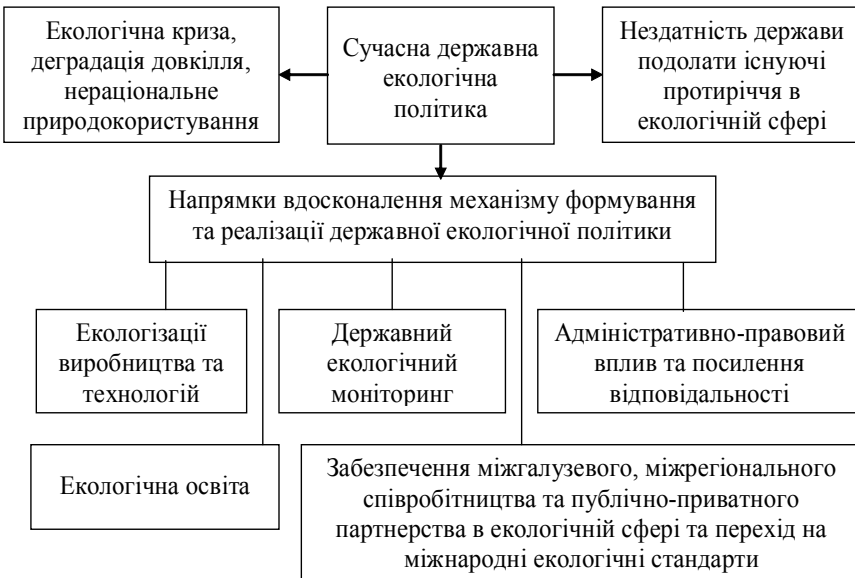 Екологічна криза,
деградація довкілля,
нераціональне
природокористування
Сучасна державна
екологічна
політика
Нездатність держави
подолати існуючі
протиріччя в
екологічній сфері
Напрямки вдосконалення механізму формування
та реалізації державної екологічної політики
Екологізації
виробництва та
технологій
Державний
екологічний
моніторинг
Адміністративно-правовий
вплив та посилення
відповідальності
Екологічна освіта
Забезпечення міжгалузевого, міжрегіонального
співробітництва та публічно-приватного
партнерства в екологічній сфері та перехід на
міжнародні екологічні стандарти